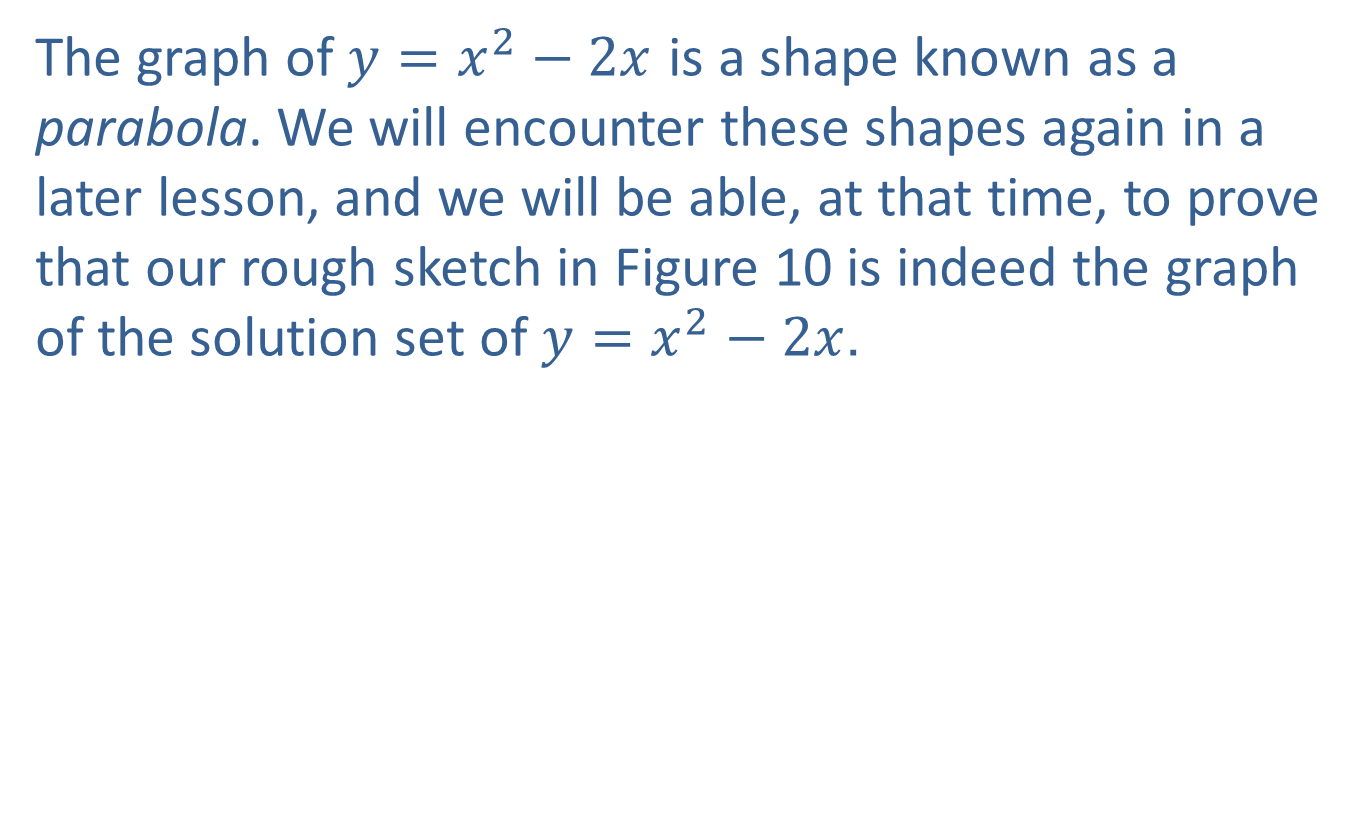 The graph of 𝑦 = 𝑥² − 2𝑥 is a shape known as a
parabola. We will encounter these shapes again in a
later lesson, and we will be able, at that time, to prove
that our rough sketch in Figure 10 is indeed the graph
of the solution set of 𝑦 = 𝑥² − 2𝑥.